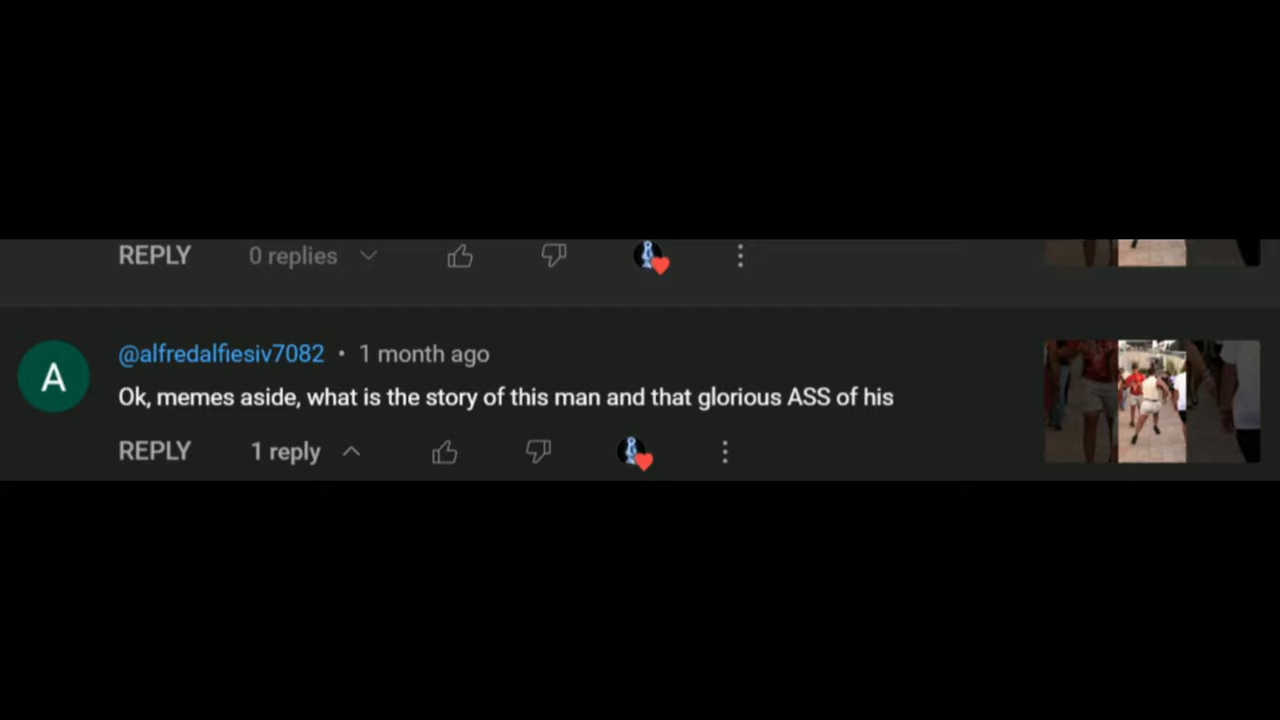 REPLY 0 replies
@alfredalfiesiv7082 • 1 month ago
Ok, memes aside, what is the story of this man and that glorious ASS of his
REPLY 1 reply
A